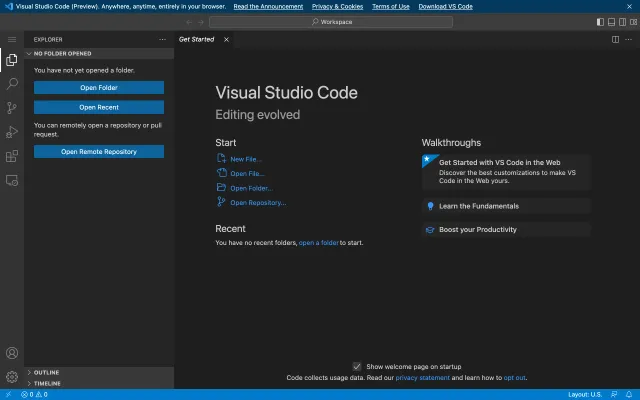 Visual Studio Code (Preview). Anywhere, anytime, entirely in your browser. Read the Announcement Privacy & Cookies Terms of Use Download VS Code
Workspace
EXPLORER
Get Started
NO FOLDER OPENED
You have not yet opened a folder.
Open Folder
Open Recent
You can remotely open a repository or pull
request.
Open Remote Repository
OUTLINE
TIMELINE
Visual Studio Code
Editing evolved
Start
New File...
Open File...
Open Folder...
Open Repository...
Recent
You have no recent folders, open a folder to start.
Walkthroughs
Get Started with VS Code in the Web
Discover the best customizations to make VS
Code in the Web yours.
Learn the Fundamentals
Boost your Productivity
Show welcome page on startup
Code collects usage data. Read our privacy statement and learn how to opt out.
0 0
Layout: U.S.